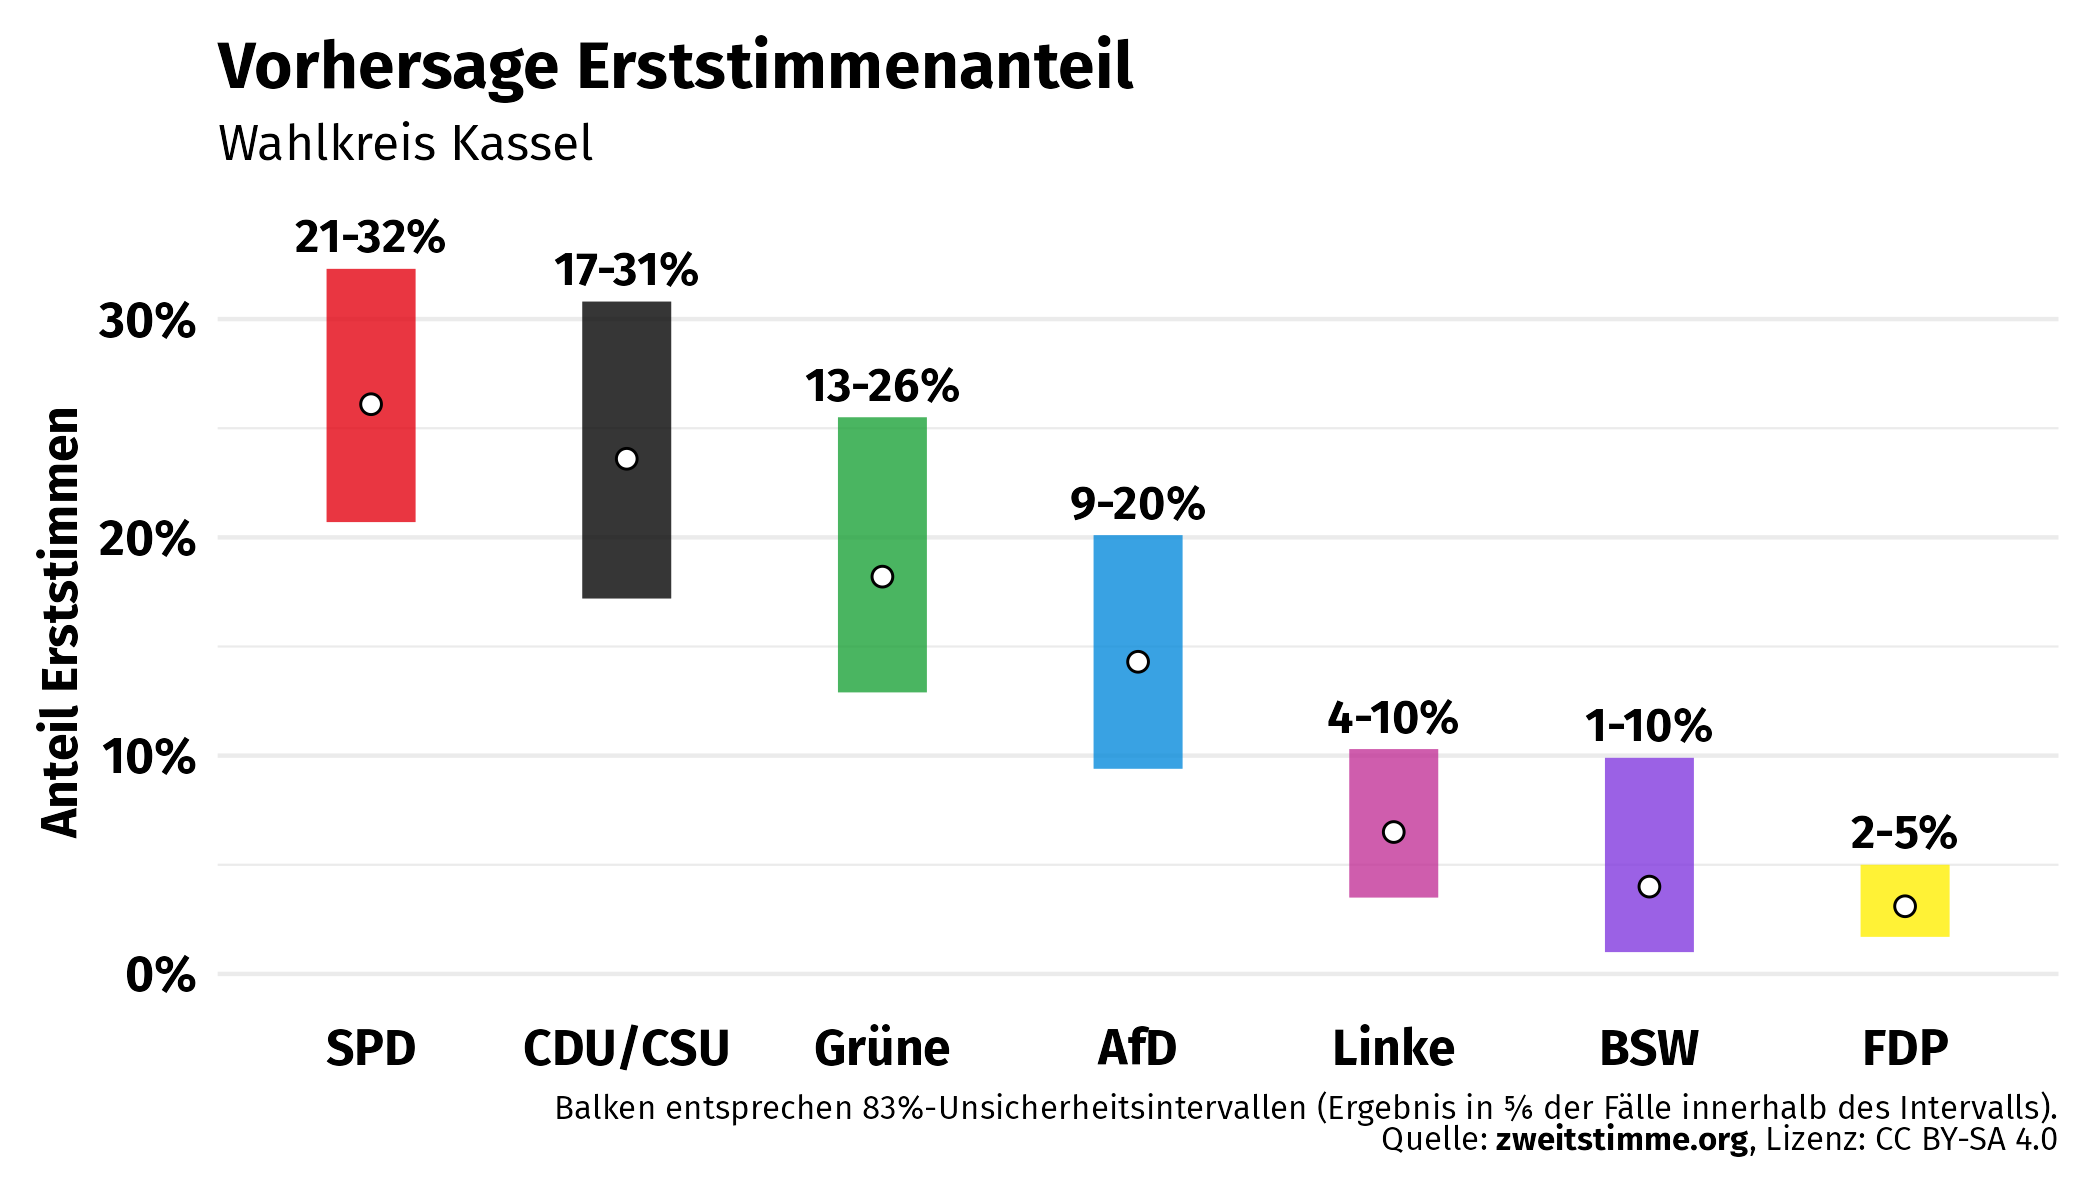 Vorhersage Erststimmenanteil
Wahlkreis Kassel
Anteil Erststimmen
30%
20%
10%
0%
21-32%
17-31%
13-26%
9-20%
4-10%
1-10%
2-5%
SPD
CDU/CSU
Grüne
AfD
Linke
BSW
FDP
Balken entsprechen 83%-Unsicherheitsintervallen (Ergebnis in ⅚ der Fälle innerhalb des Intervalls).
Quelle: zweitstimme.org, Lizenz: CC BY-SA 4.0